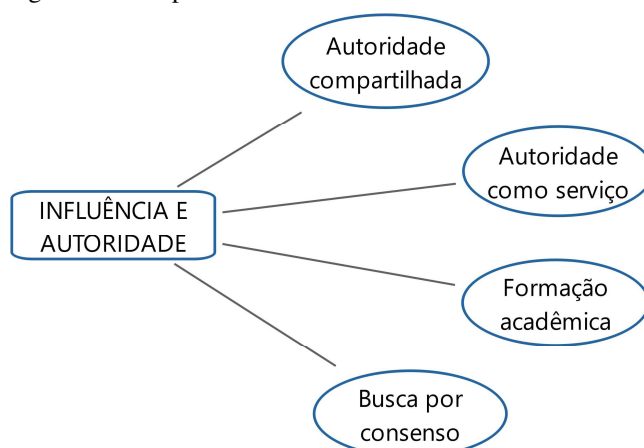 Autoridade
compartilhada
Autoridade
como serviço
INFLUÊNCIA E
AUTORIDADE
Formação
acadêmica
Busca por
consenso